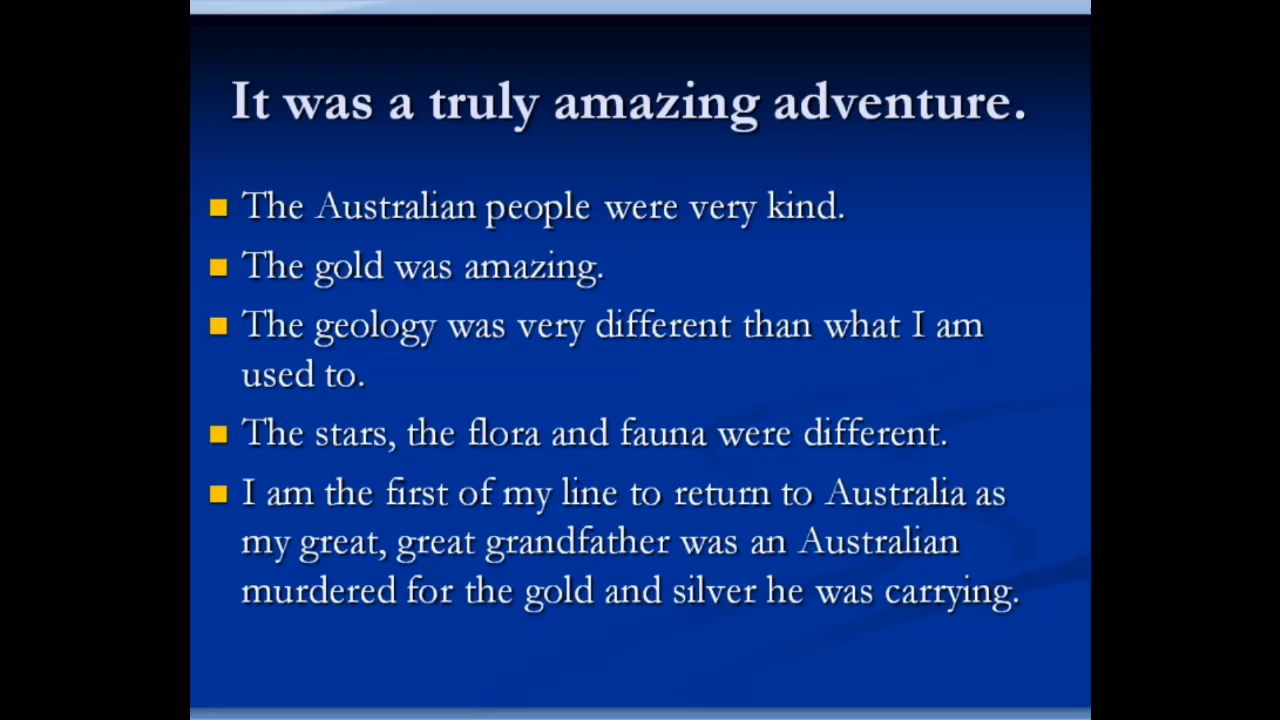 It was a truly amazing adventure.
The Australian people were very kind.
The gold was amazing.
The geology was very different than what I am
used to.
The stars, the flora and fauna were different.
I am the first of my line to return to Australia as
my great, great grandfather was an Australian
murdered for the gold and silver he was carrying.